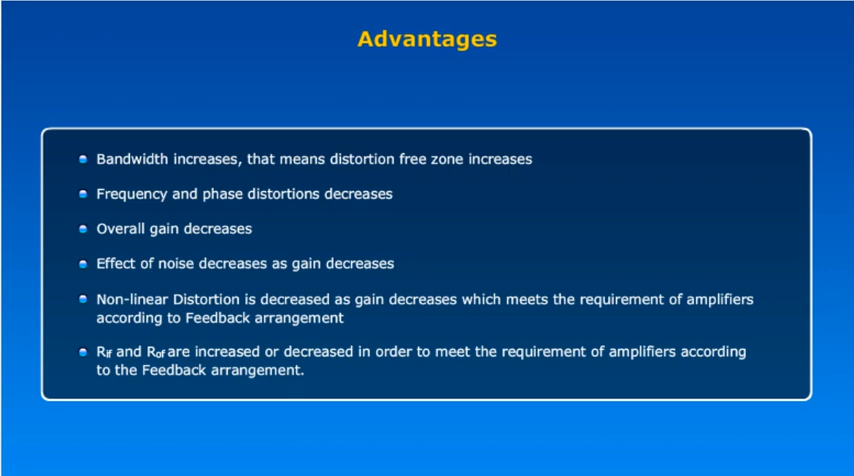 Advantages
Bandwidth increases, that means distortion free zone increases
Frequency and phase distortions decreases
Overall gain decreases
Effect of noise decreases as gain decreases
Non-linear Distortion is decreased as gain decreases which meets the requirement of amplifiers
according to Feedback arrangement
Rif and Rof are increased or decreased in order to meet the requirement of amplifiers according
to the Feedback arrangement.